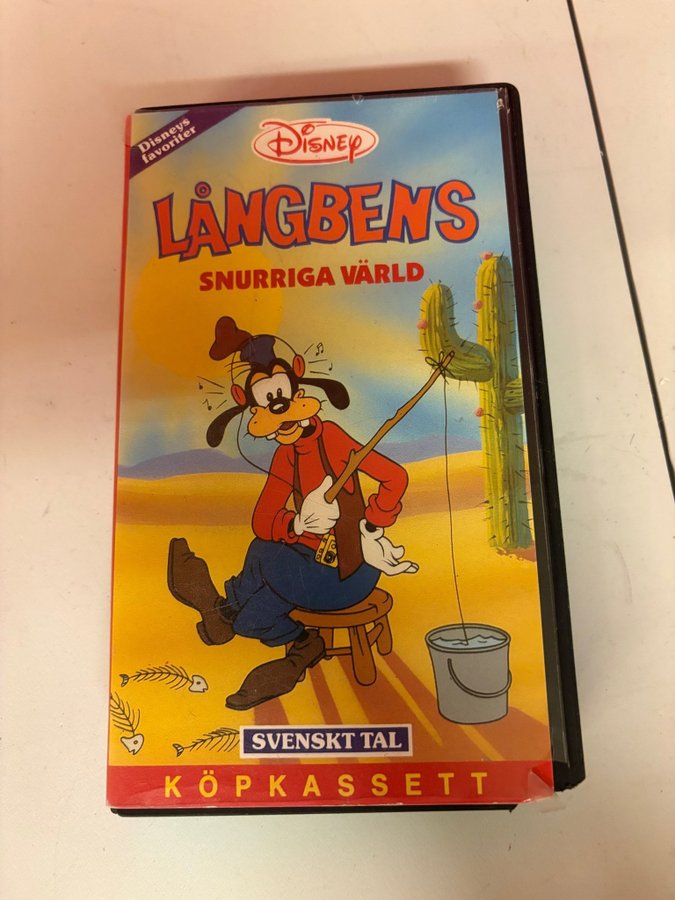 Disneys
favoriter
Disney
LÅNGBENS
SNURRIGA VÄRLD
SVENSKT TAL
KÖPKASSETT